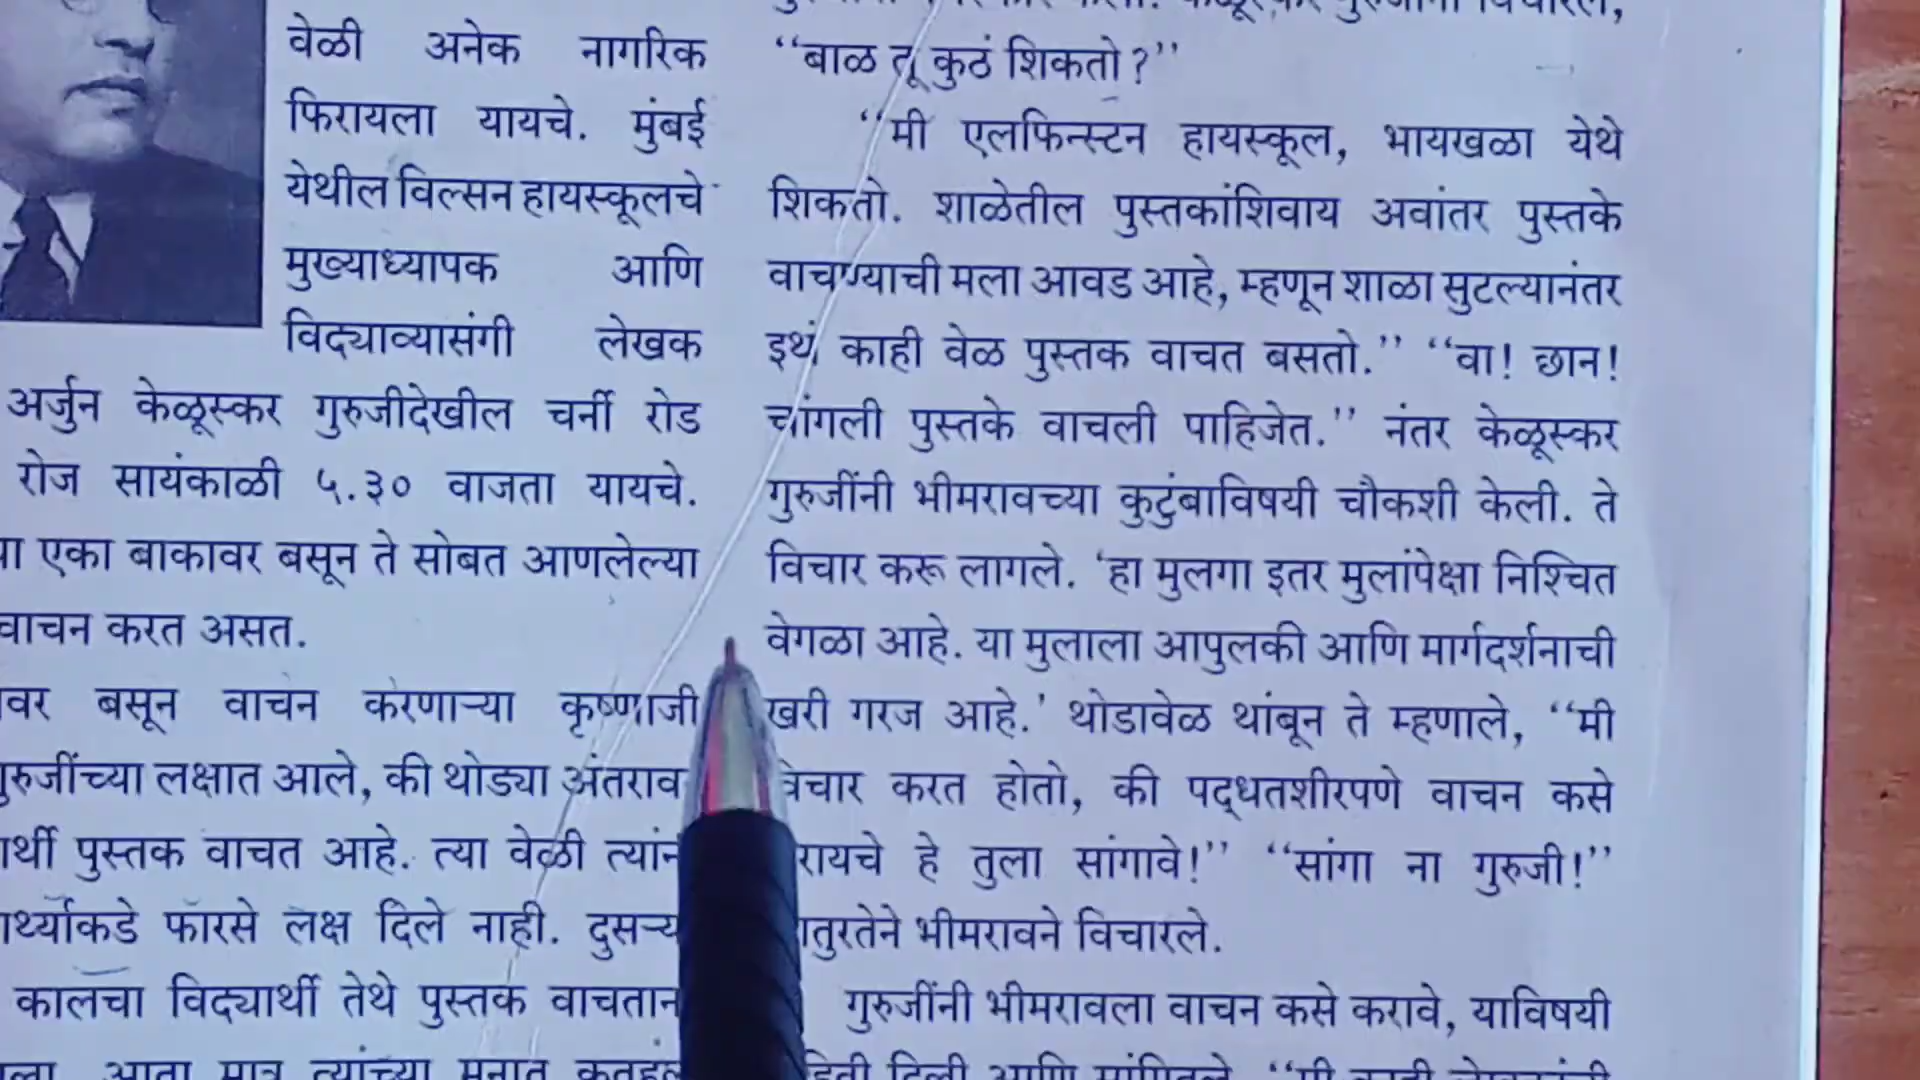 वेळी अनेक नागरिक
फिरायला यायचे. मुंबई
येथील विल्सन हायस्कूलचे
मुख्याध्यापक आणि
विद्याव्यासंगी लेखक
अर्जुन केळूस्कर गुरुजीदेखील चर्नी रोड
रोज सायंकाळी ५.३० वाजता यायचे.
एका बाकावर बसून ते सोबत आणलेल्या
वाचन करत असत.
बसून वाचन करणाऱ्या कृष्णाजी
लक्षात आले, की थोड्या
पुस्तक वाचत आहे. त्या वेळी
फारसे लक्ष दिले नाही.
कालचा विद्यार्थी तेथे पुस्तक
आता मात्र त्यांच्या मनात
“बाळ तू कुठं शिकतो?”
“मी एलफिन्स्टन हायस्कूल, भायखळा येथे
शिकतो. शाळेतील पुस्तकांशिवाय अवांतर पुस्तके
वाचण्याची मला आवड आहे, म्हणून शाळा सुटल्यानंतर
इथं काही वेळ पुस्तक वाचत बसतो.” “वा! छान!
चांगली पुस्तके वाचली पाहिजेत.” नंतर केळूस्कर
गुरुजींनी भीमरावच्या कुटुंबाविषयी चौकशी केली. ते
विचार करू लागले. ‘हा मुलगा इतर मुलांपेक्षा निश्चित
वेगळा आहे. या मुलाला आपुलकी आणि मार्गदर्शनाची
खरी गरज आहे.’ थोडावेळ थांबून ते म्हणाले, “मी
करत होतो, की पद्धतशीरपणे वाचन कसे
हे तुला सांगावे!” “सांगा ना गुरुजी!”
भीमरावने विचारले.
गुरुजींनी भीमरावला वाचन कसे करावे, याविषयी
दिली आणि सांगितले, “मी